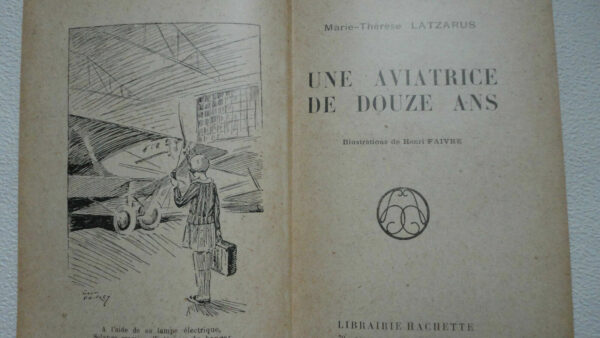 A l'aide de sa lampe électrique,
Marie-Thérèse LATZARUS
UNE AVIATRICE
DE DOUZE ANS
Illustrations de Henri FAIVRE
LIBRAIRIE HACHETTE